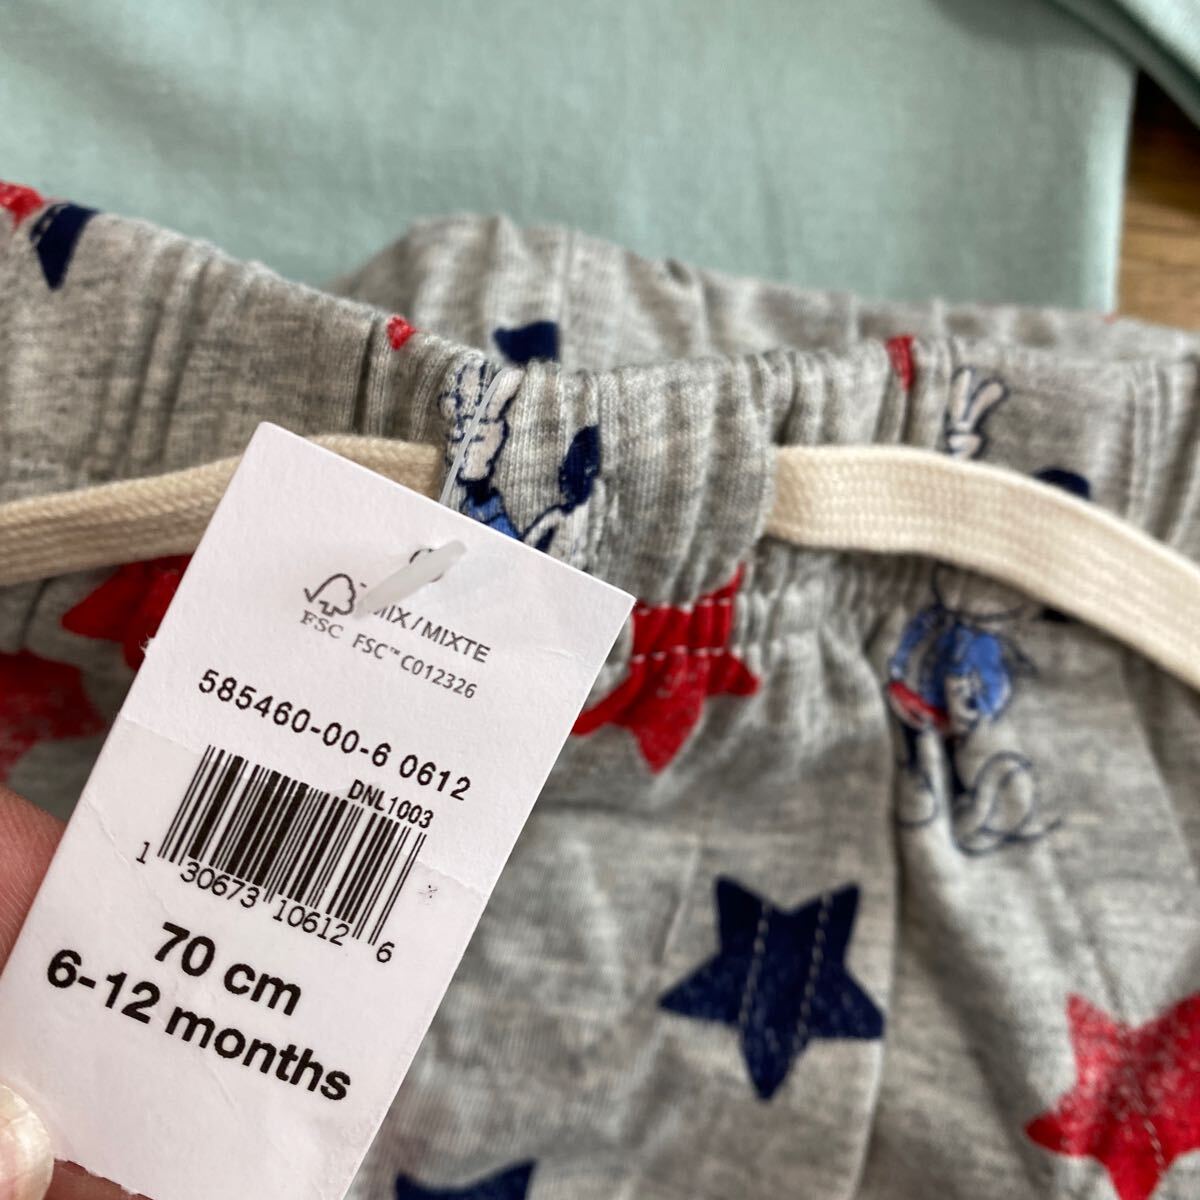 MIX/MIXTE
FSC FSC™ C012326
585460-00-6 0612
DNL1003
1 30673 10612 6
70 cm
6-12 months